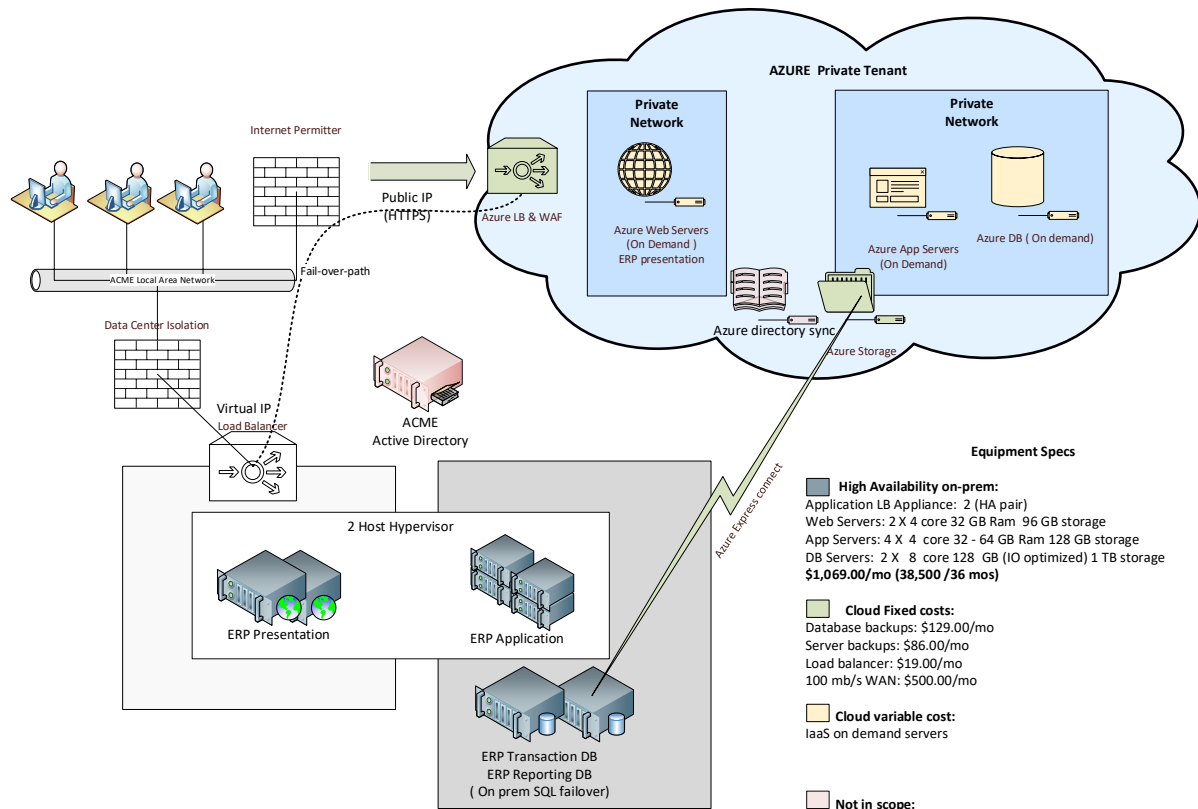 AZURE  Private Tenant
Private
Network
Private
Network
Internet Permitter
Public IP
(HTTPS)
Azure LB & WAF
Azure Web Servers
(On Demand )
ERP presentation
Azure App Servers
(On Demand)
Azure DB ( On demand)
ACME Local Area Network
Fail-over-path
Azure directory sync
Azure Storage
Data Center Isolation
Virtual IP
Load Balancer
ACME
Active Directory
Azure Express connect
2 Host Hypervisor
ERP Presentation
ERP Application
ERP Transaction DB
ERP Reporting DB
( On prem SQL failover)
Equipment Specs
High Availability on-prem:
Application LB Appliance:  2 (HA pair)
Web Servers: 2 X 4 core 32 GB Ram  96 GB storage
App Servers: 4 X  4  core 32 - 64 GB Ram 128 GB storage
DB Servers:  2 X   8  core 128  GB (IO optimized) 1 TB storage
$1,069.00/mo (38,500 /36 mos)
Cloud Fixed costs:
Database backups: $129.00/mo
Server backups: $86.00/mo
Load balancer: $19.00/mo
100 mb/s WAN: $500.00/mo
Cloud variable cost:
IaaS on demand servers
Not in scope: